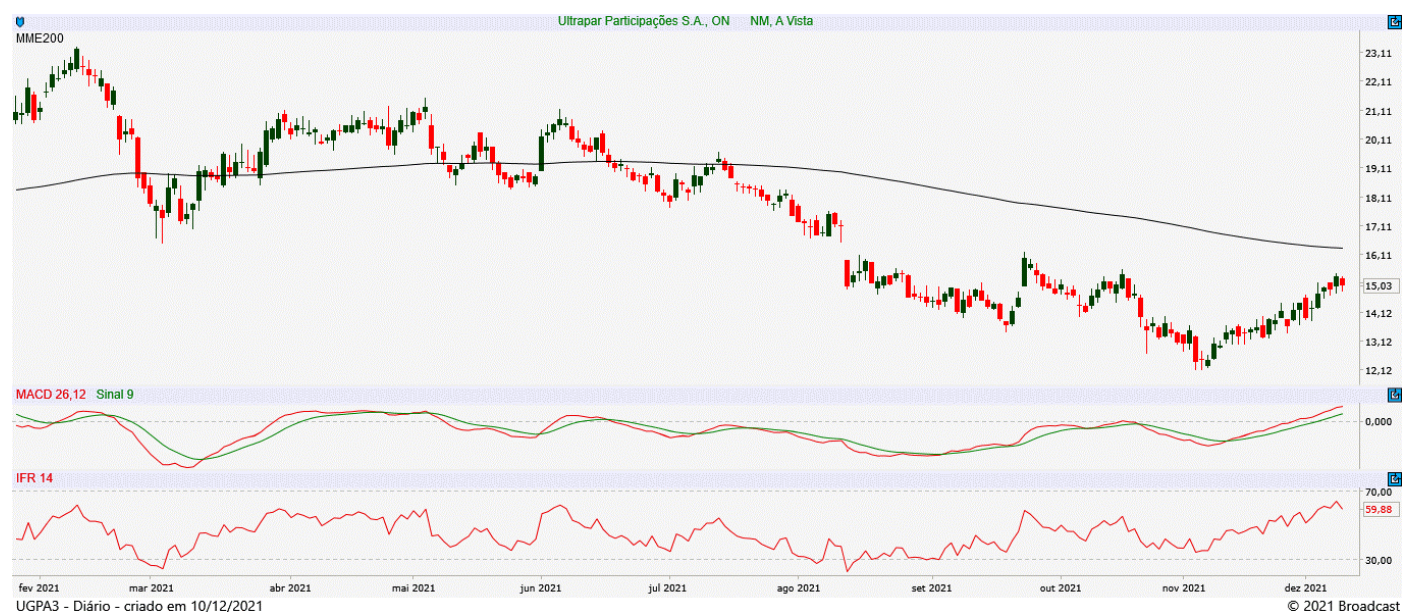 Ultrapar Participações S.A., ON NM, A Vista
MME200
23,11
22,11
21,11
20,11
19,11
18,11
17,11
16,11
15,03
14,12
13,12
12,12
MACD 26,12 Sinal 9
0,000
IFR 14
70,00
59,88
30,00
fev 2021 mar 2021 abr 2021 mai 2021 jun 2021 jul 2021 ago 2021 set 2021 out 2021 nov 2021 dez 2021
UGPA3 - Diário - criado em 10/12/2021 © 2021 Broadcast